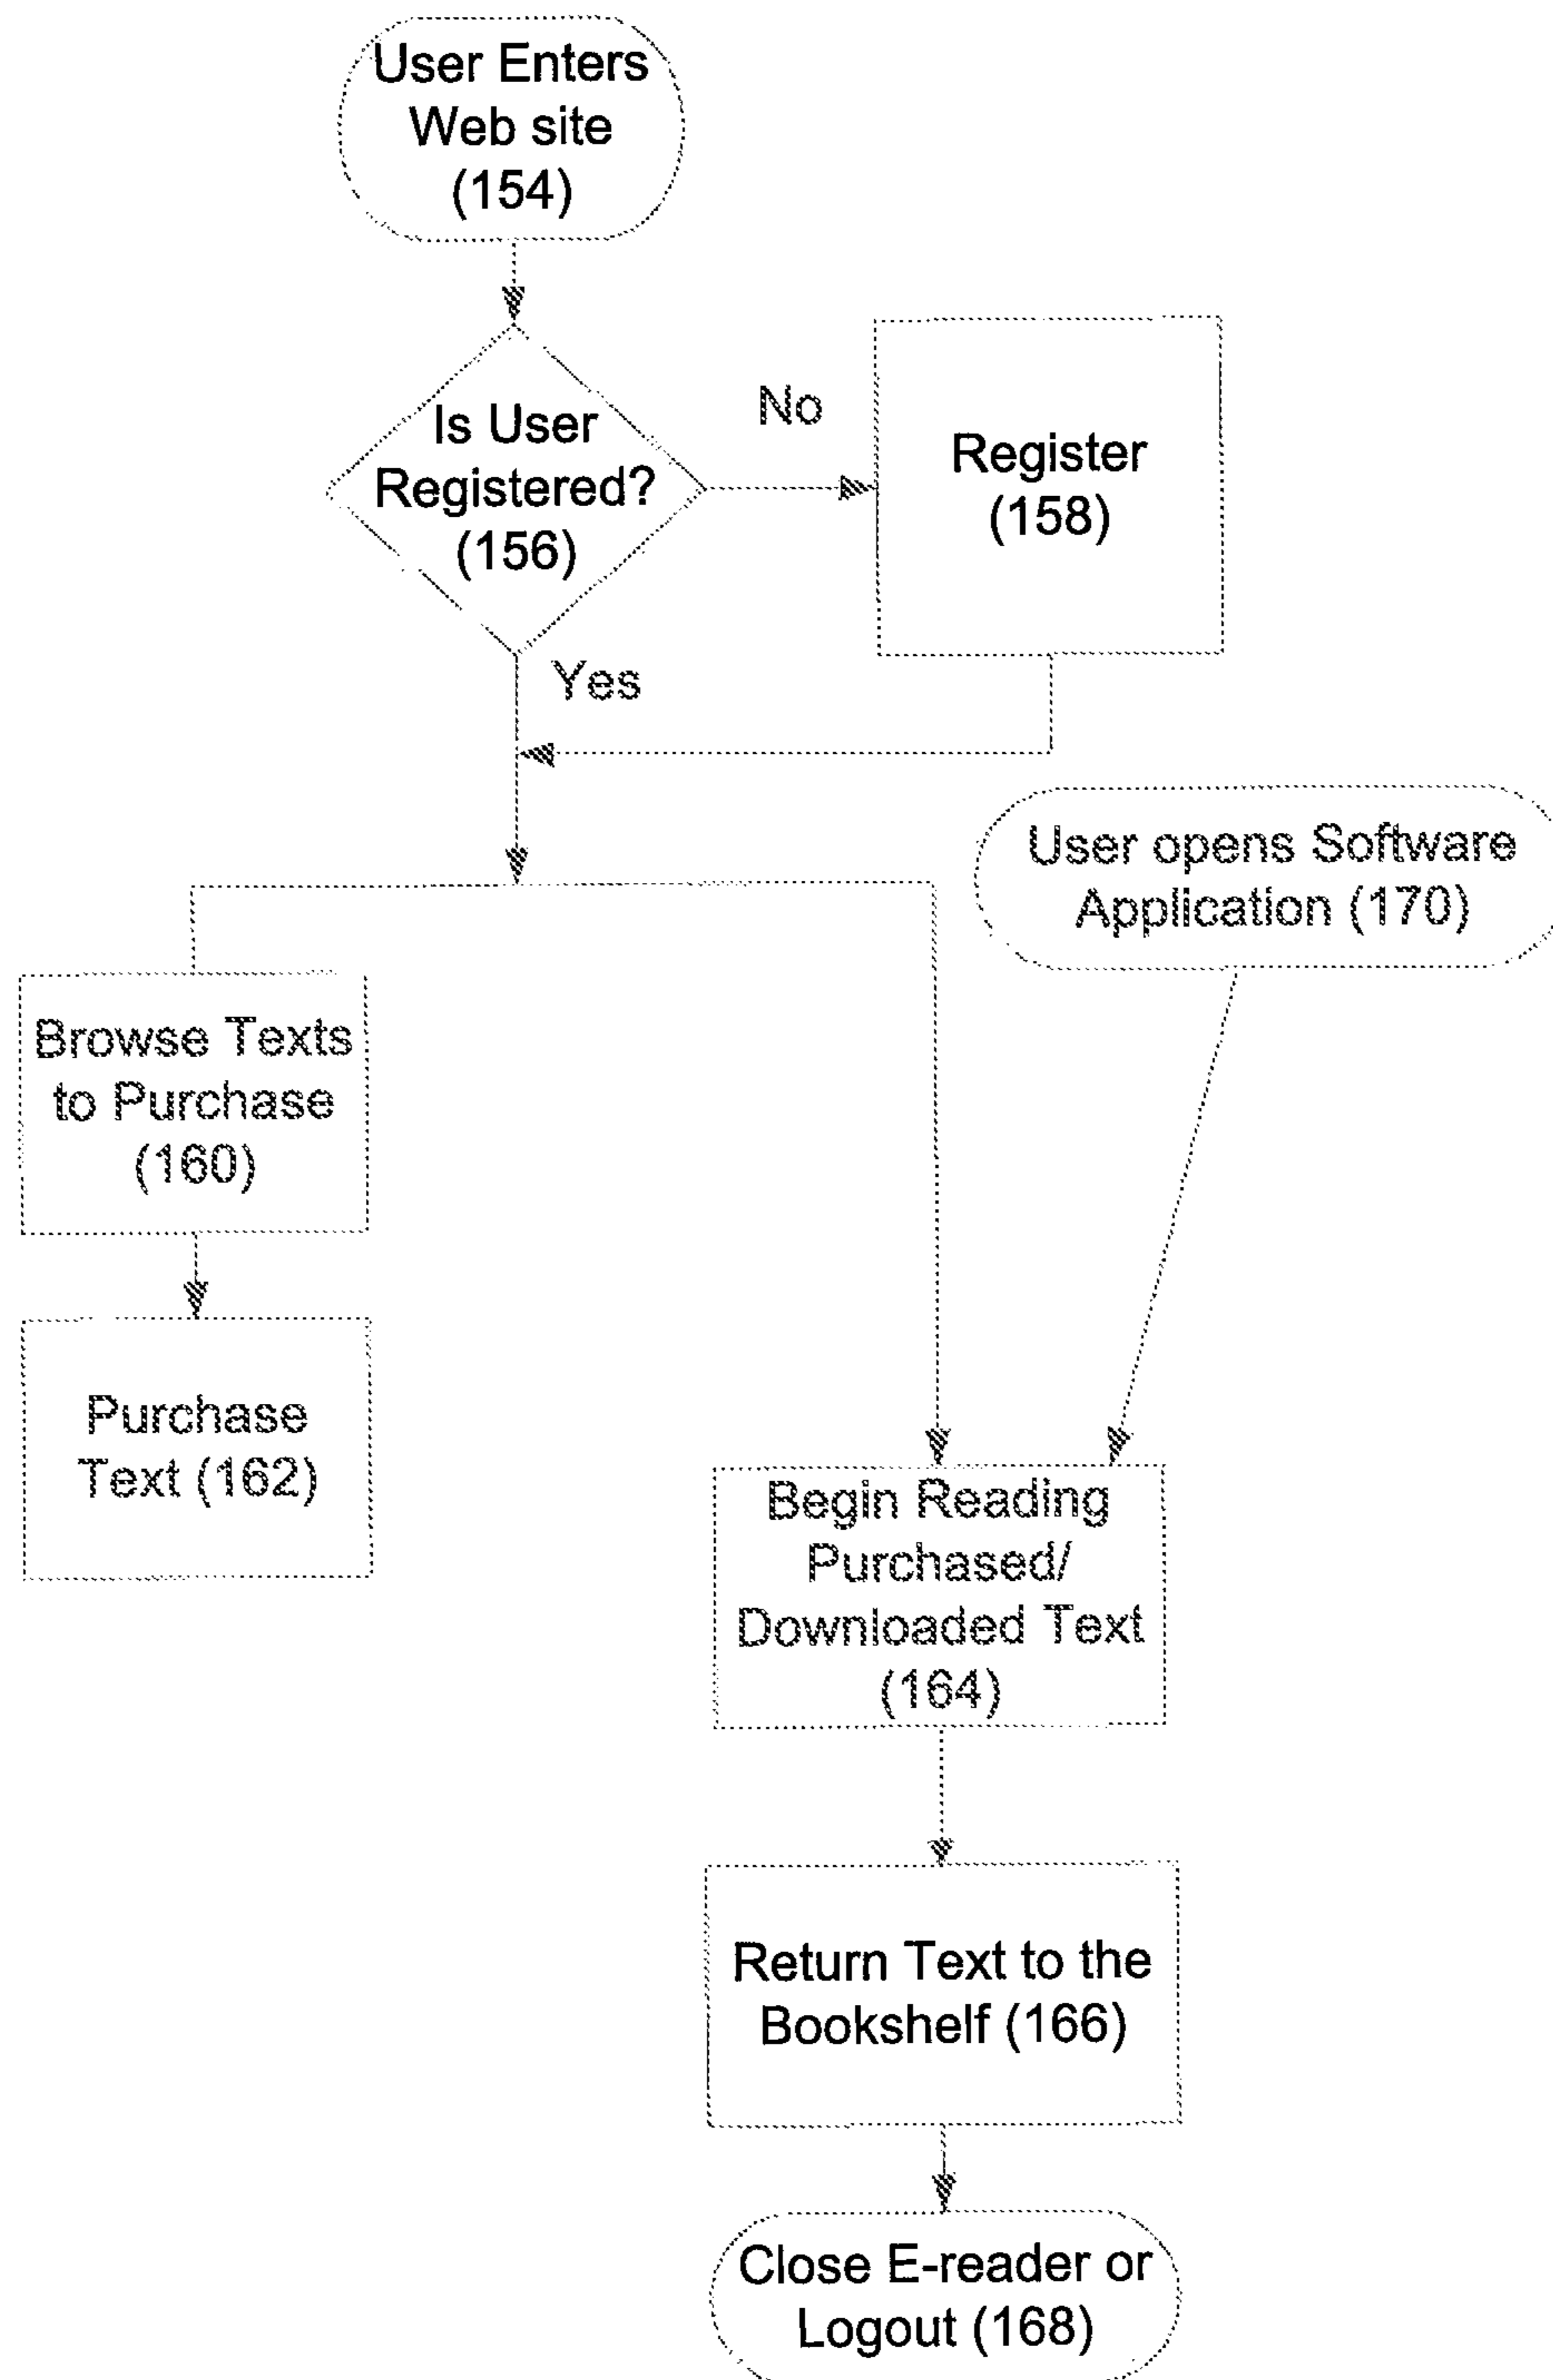 User Enters
Web site
(154)
Is User
Registered?
(156)
No
Register
(158)
Yes
User opens Software
Application (170)
Browse Texts
to Purchase
(160)
Purchase
Text (162)
Begin Reading
Purchased/
Downloaded Text
(164)
Return Text to the
Bookshelf (166)
Close E-reader or
Logout (168)